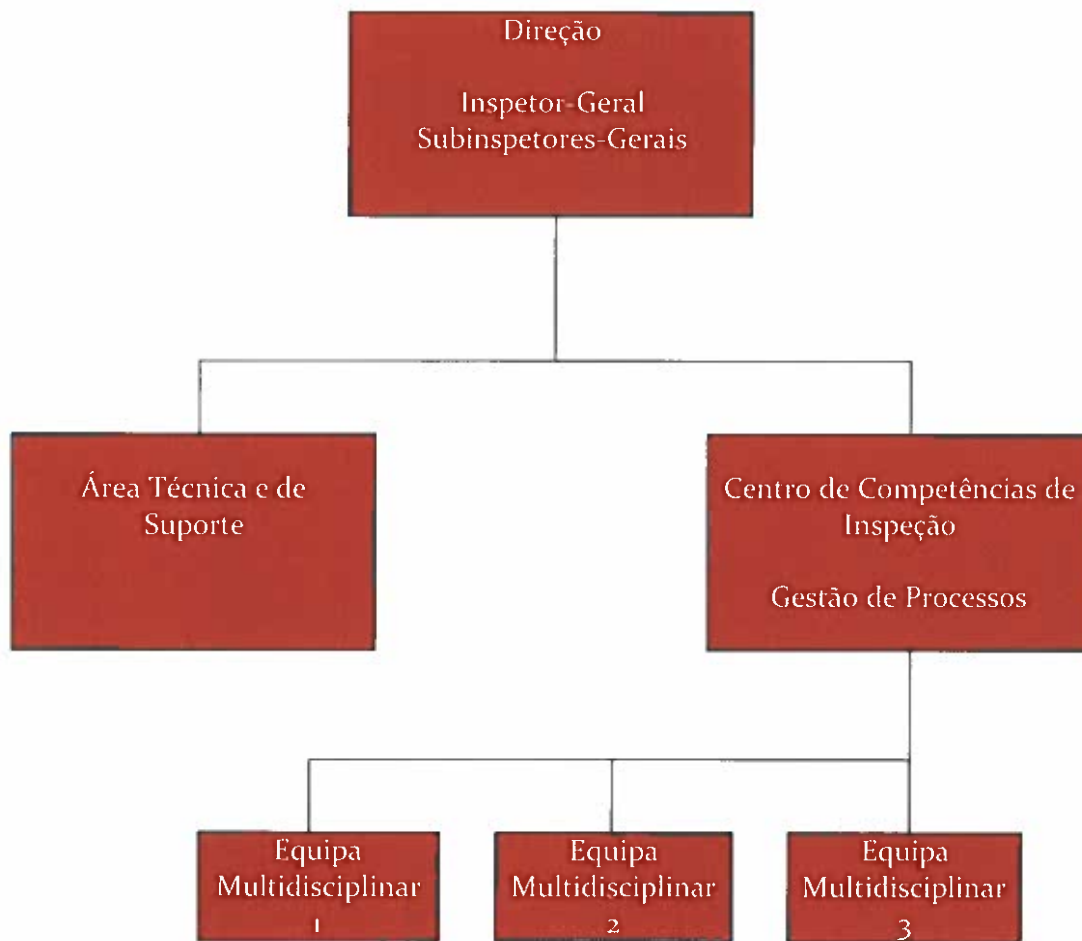 Direção
Inspetor-Geral
Subinspetores-Gerais
Área Técnica e de
Suporte
Centro de Competências de
Inspeção
Gestão de Processos
Equipa
Multidisciplinar
1
Equipa
Multidisciplinar
2
Equipa
Multidisciplinar
3